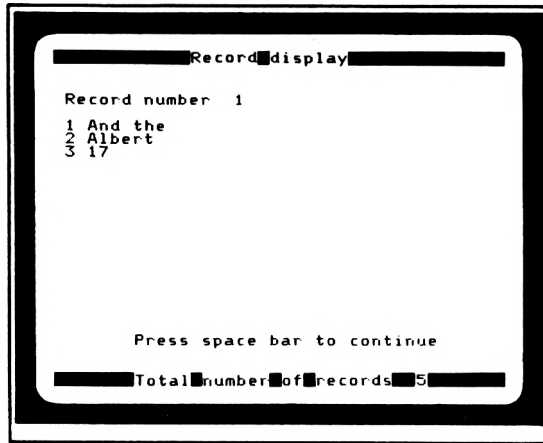 Record display
Record number 1
1 And the
2 Albert
3 17
Press space bar to continue
Total number of records 5